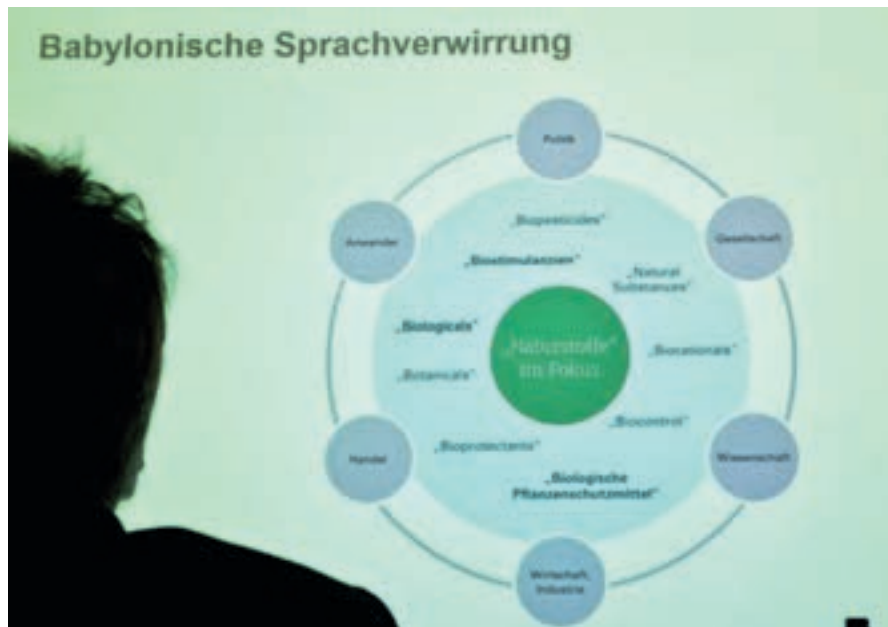 Babylonische Sprachverwirrung
Politik
Anwender
Gesellschaft
„Biopesticides“
„Biostimulanzien“
„Natural
Substances“
„Biologicals“
„Naturstoffe“
im Fokus
„Biorationals“
„Botanicals“
„Biocontrol“
„Bioprotectants“
Handel
Wissenschaft
„Biologische
Pflanzenschutzmittel“
Wirtschaft,
Industrie